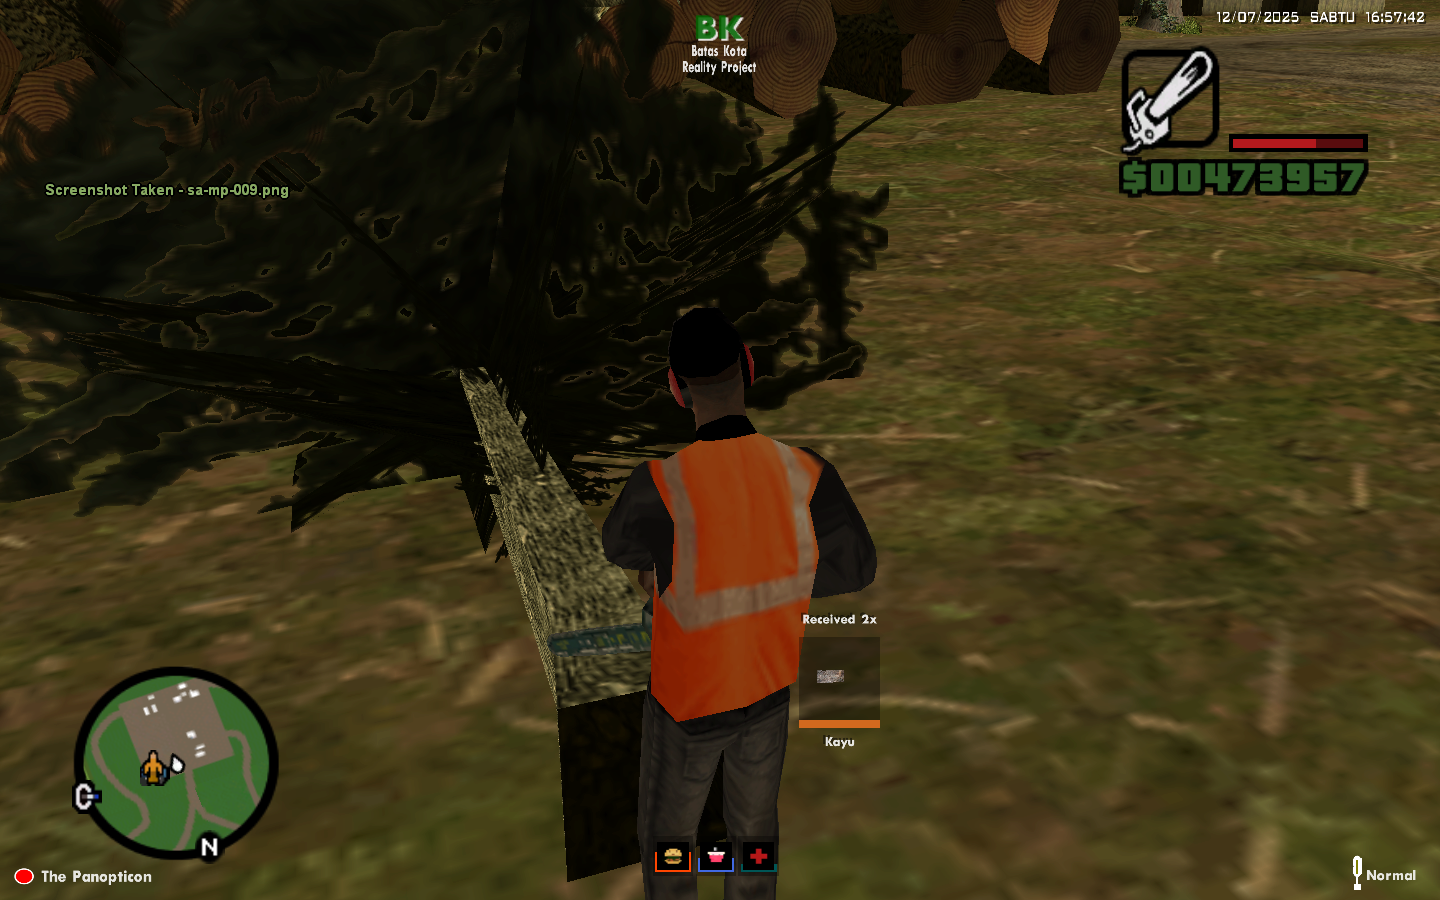 BK
Batas Kota
Reality Project
12/07/2025 SABTU 16:57:42
$00473957
Screenshot Taken - sa-mp-009.png
Received 2x
Kayu
C
N
The Panopticon
Normal